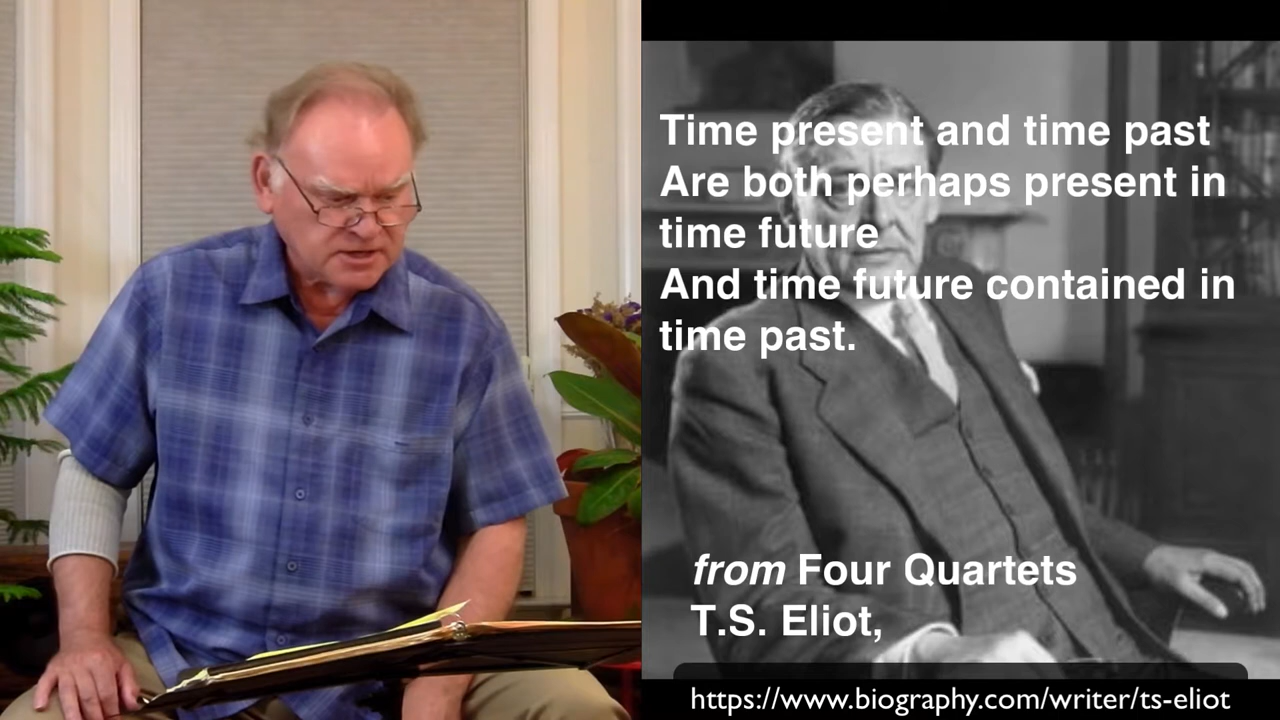 Time present and time past
Are both perhaps present in
time future
And time future contained in
time past.
from Four Quartets
T.S. Eliot,
https://www.biography.com/writer/ts-eliot